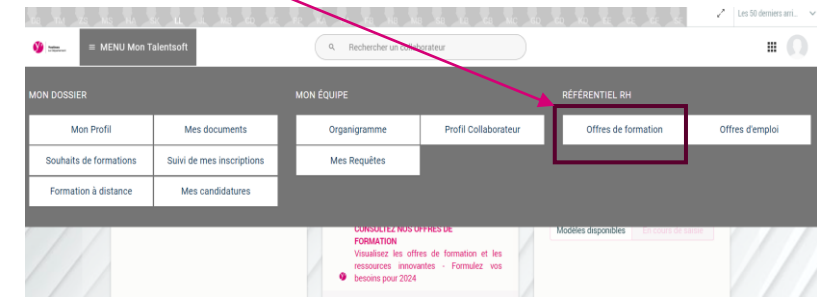 Les 50 derniers arri...
≡ MENU Mon Talentsoft
Rechercher un collaborateur
MON DOSSIER
MON ÉQUIPE
RÉFÉRENTIEL RH
Mon Profil
Mes documents
Organigramme
Profil Collaborateur
Offres de formation
Offres d'emploi
Souhaits de formations
Suivi de mes inscriptions
Mes Requêtes
Formation à distance
Mes candidatures
CONSULTEZ NOS OFFRES DE
FORMATION
Visualisez les offres de formation et les
ressources innovantes - Formulez vos
besoins pour 2024
Modèles disponibles
En cours de saisie